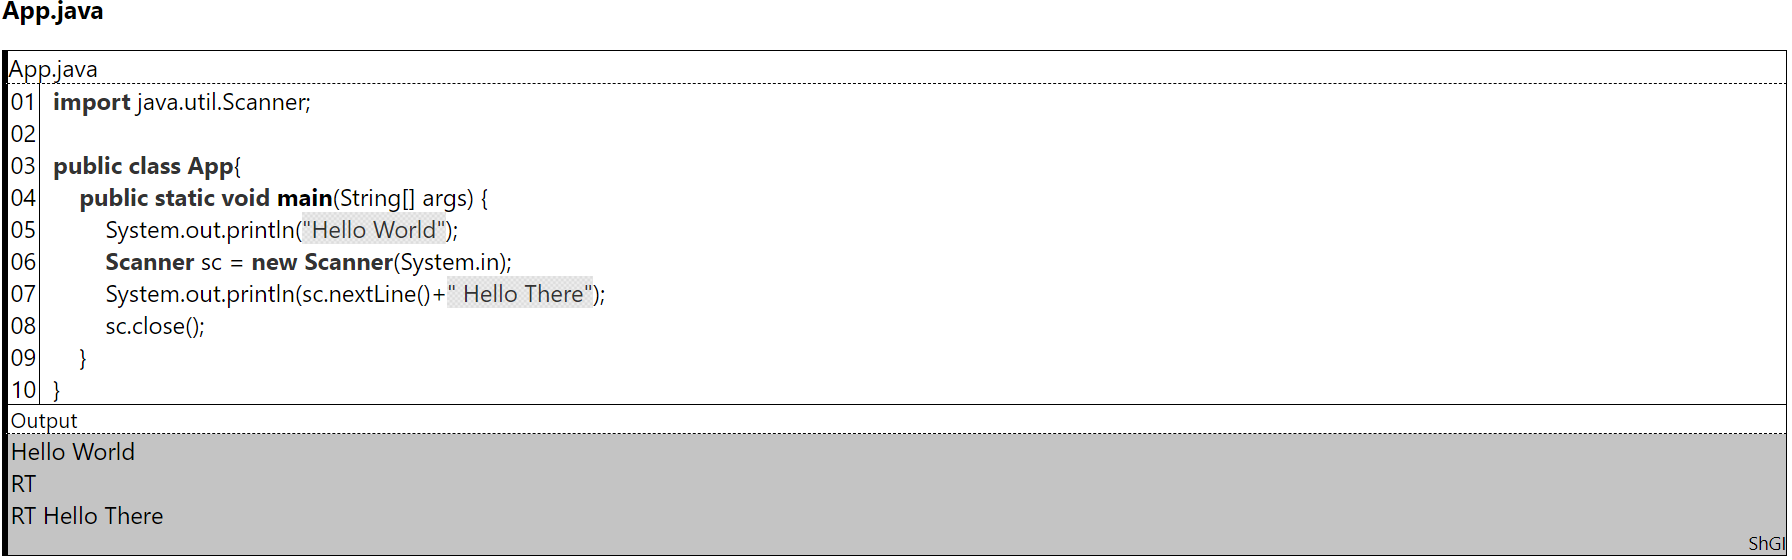 App.java
App.java
01 import java.util.Scanner;
02
03 public class App{
04 public static void main(String[] args) {
05 System.out.println("Hello World");
06 Scanner sc = new Scanner(System.in);
07 System.out.println(sc.nextLine()+" Hello There");
08 sc.close();
09 }
10 }
Output
Hello World
RT
RT Hello There